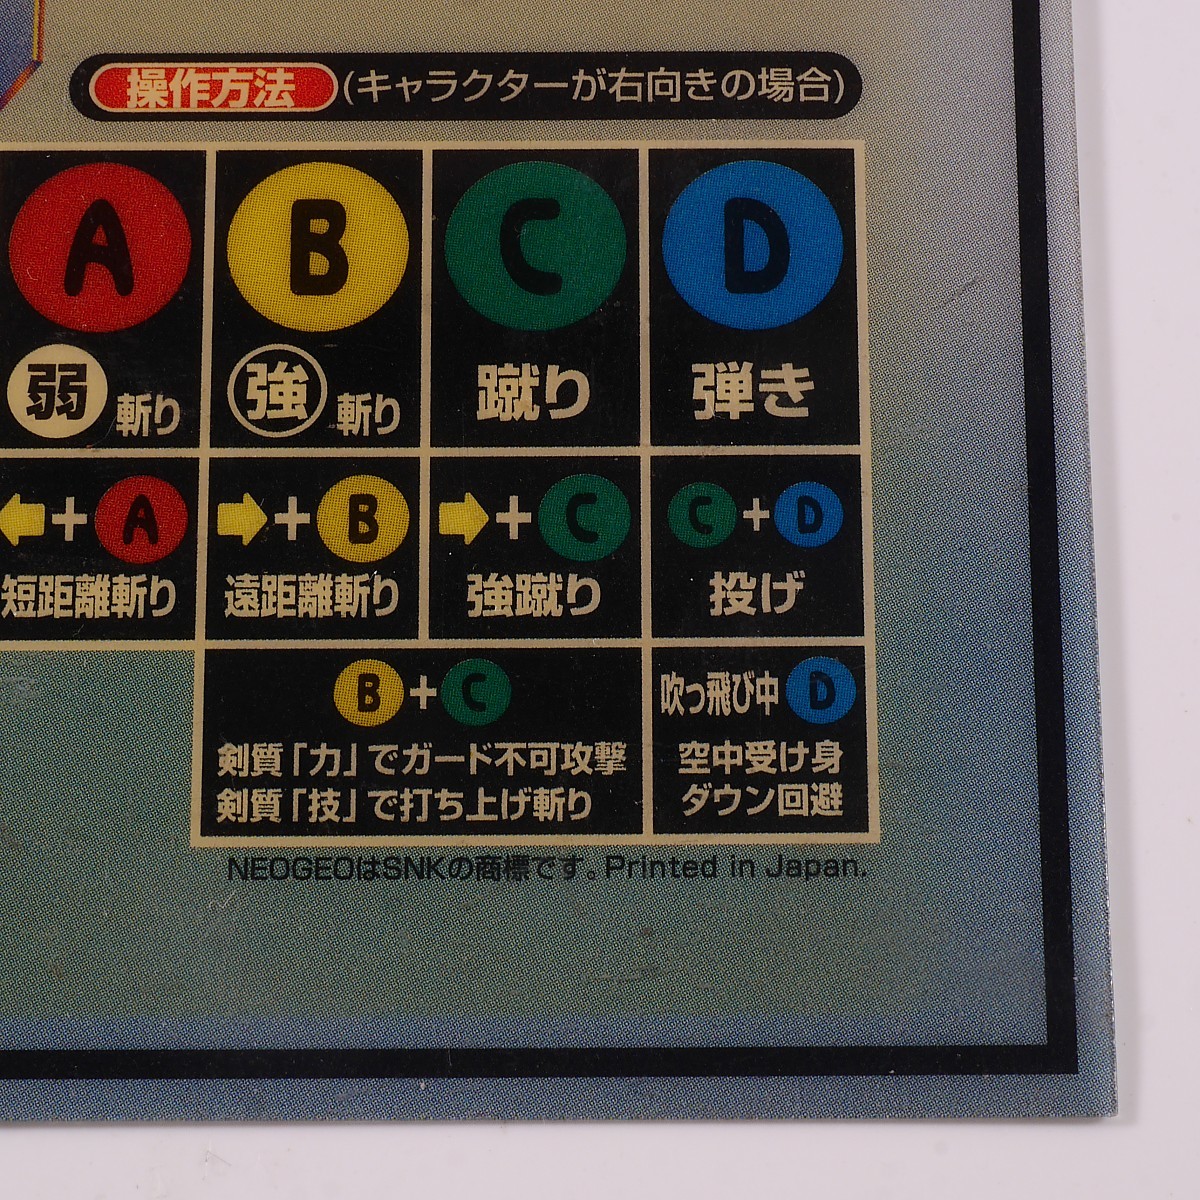 操作方法 (キャラクターが右向きの場合)
A B C D
弱 斬り 強 斬り 蹴り 弾き
←+A →+B →+C C+D
短距離斬り 遠距離斬り 強蹴り 投げ
B+C
剣質「力」でガード不可攻撃
剣質「技」で打ち上げ斬り
吹っ飛び中 D
空中受け身
ダウン回避
NEOGEOはSNKの商標です。Printed in Japan.